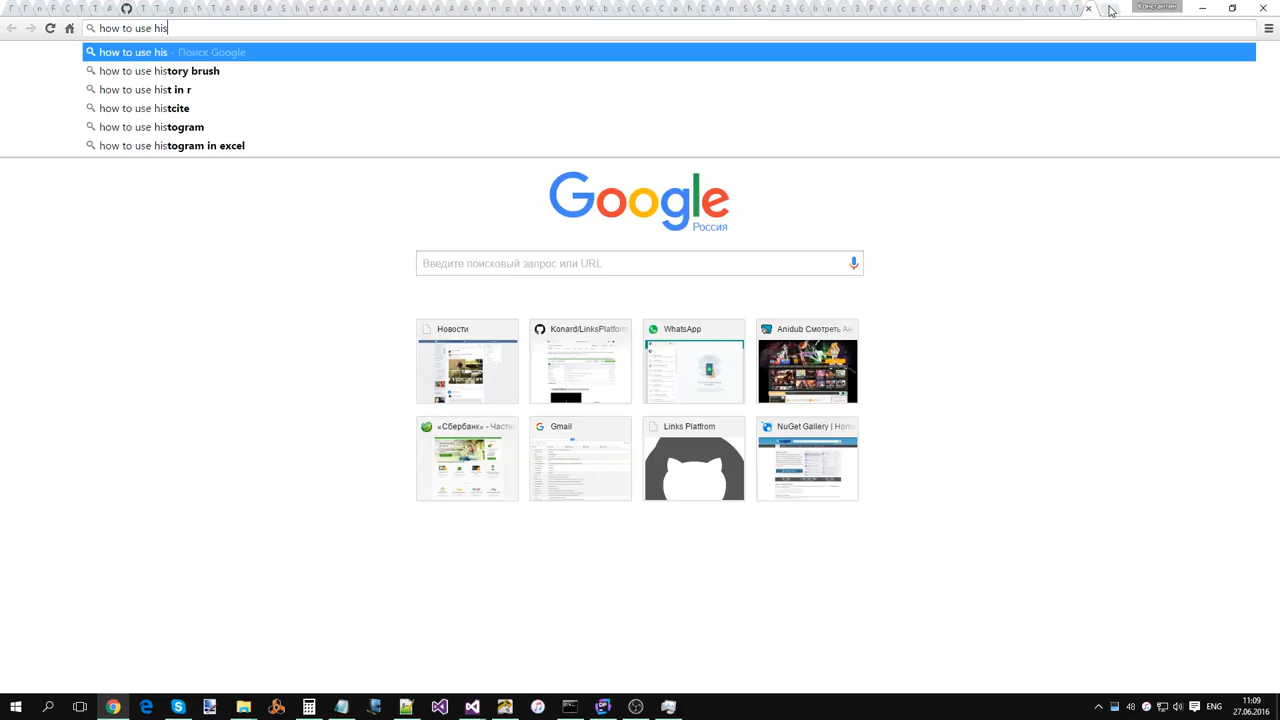 Константин
how to use his
how to use his - Поиск Google
how to use history brush
how to use hist in r
how to use histcite
how to use histogram
how to use histogram in excel
Google
Россия
Введите поисковый запрос или URL
Новости
Konard/LinksPlatform
WhatsApp
Anidub Смотреть Ан
«Сбербанк» - Частн
Gmail
Links Platfrom
NuGet Gallery | Hom
48
ENG
11:09
27.06.2016